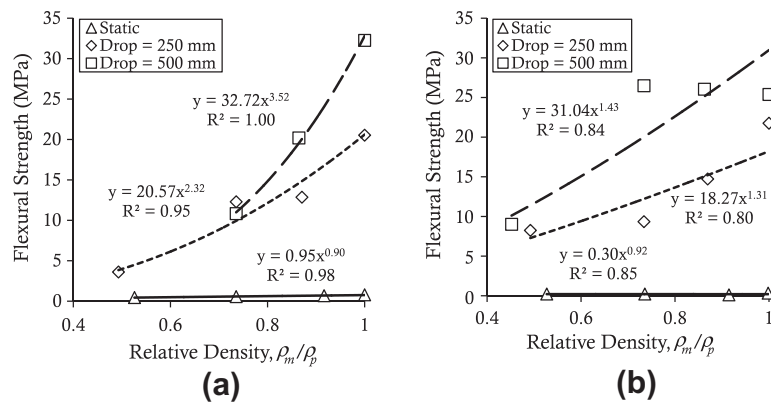 35
30
25
20
15
10
5
0
Flexural Strength (MPa)
Static
Drop = 250 mm
Drop = 500 mm
y = 32.72x^3.52
R² = 1.00
y = 20.57x^2.32
R² = 0.95
y = 0.95x^0.90
R² = 0.98
0.4 0.6 0.8 1
Relative Density, ρm/ρp
(a)
35
30
25
20
15
10
5
0
Flexural Strength (MPa)
Static
Drop = 250 mm
Drop = 500 mm
y = 31.04x^1.43
R² = 0.84
y = 18.27x^1.31
R² = 0.80
y = 0.30x^0.92
R² = 0.85
0.4 0.6 0.8 1
Relative Density, ρm/ρp
(b)